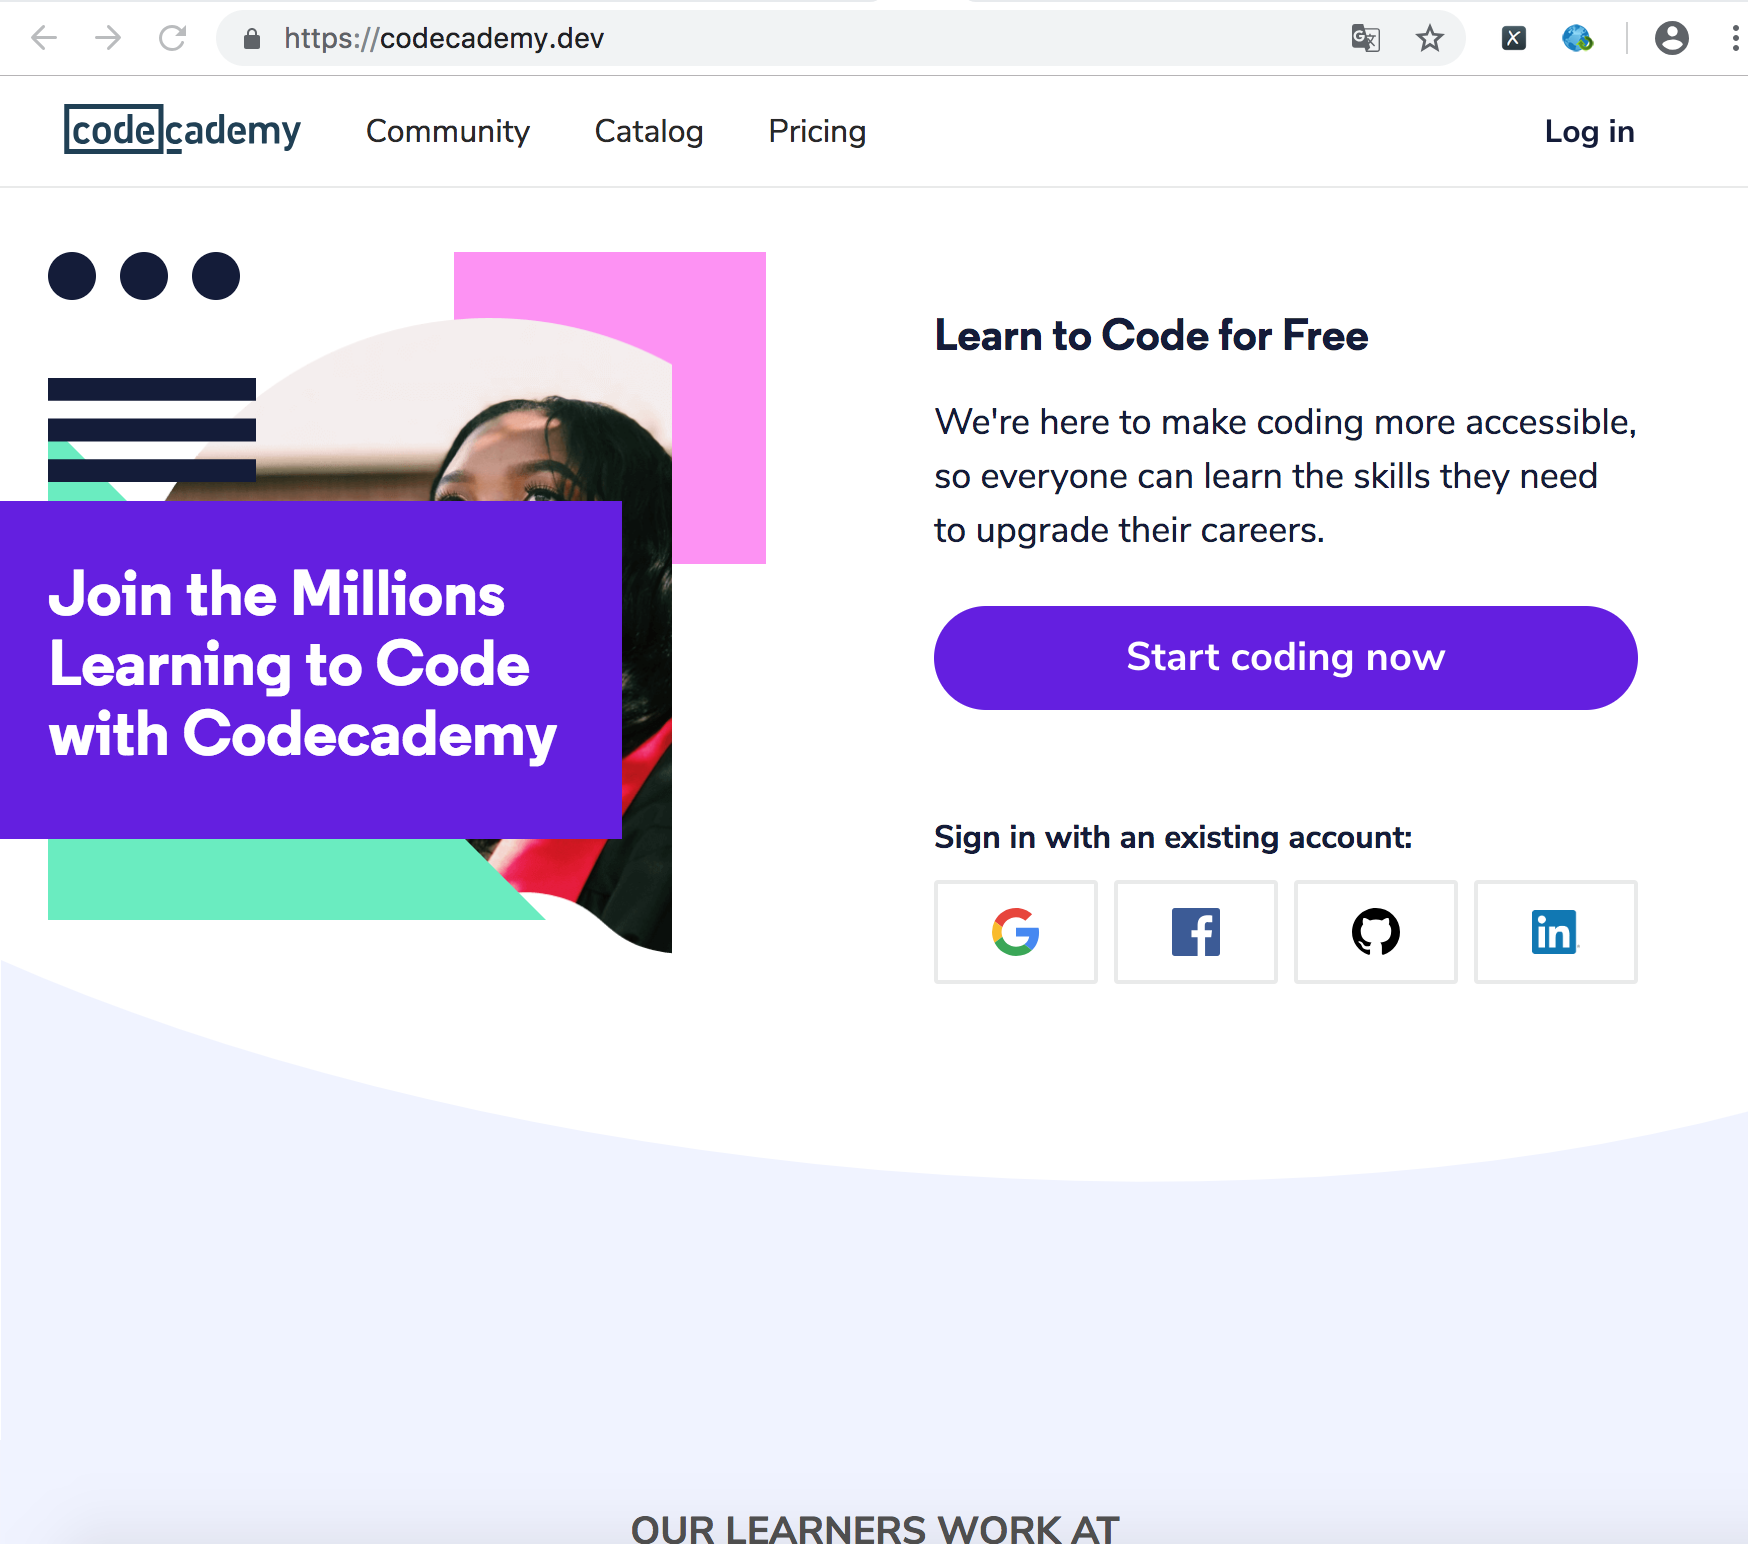 https://codecademy.dev
codecademy Community Catalog Pricing Log in
Join the Millions
Learning to Code
with Codecademy
Learn to Code for Free
We're here to make coding more accessible,
so everyone can learn the skills they need
to upgrade their careers.
Start coding now
Sign in with an existing account:
OUR LEARNERS WORK AT